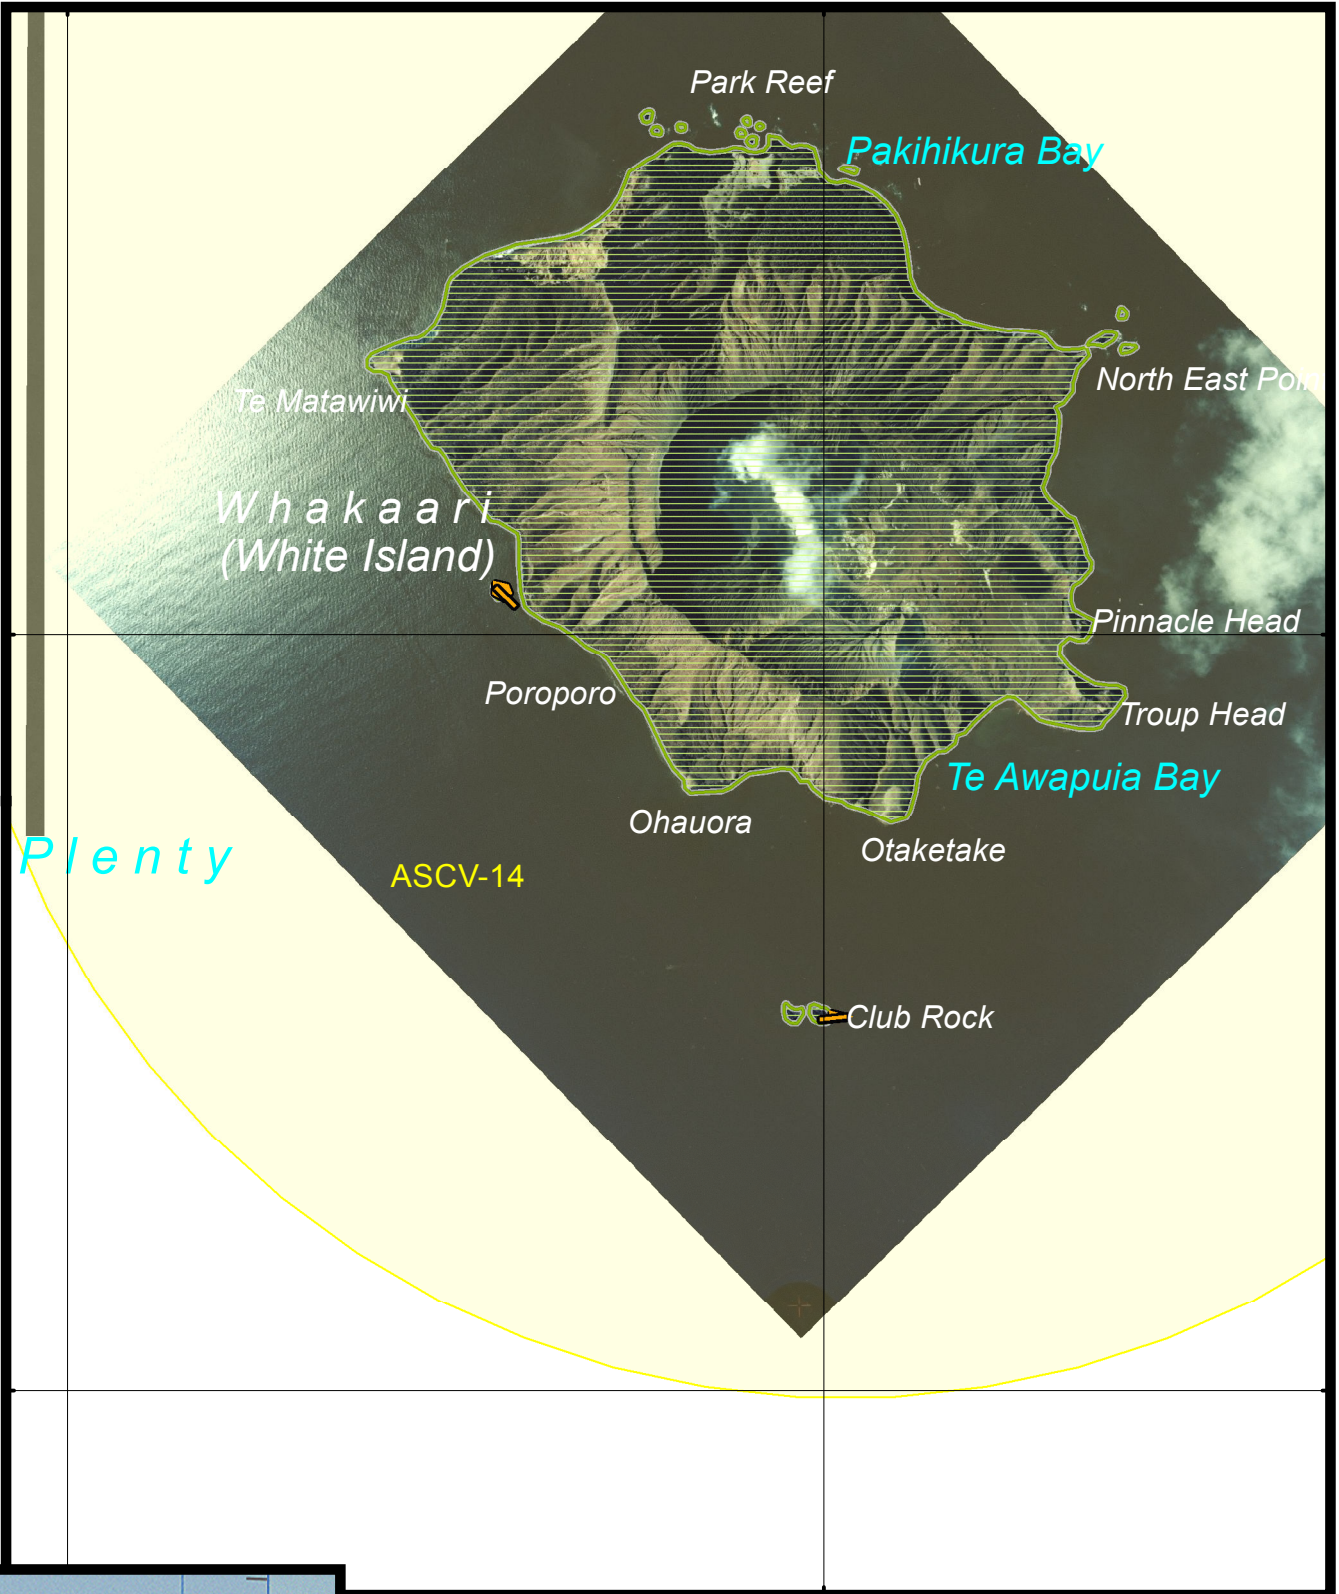 Park Reef
Pakihikura Bay
North East Point
Te Matawiwi
W h a k a a r i
(White Island)
Pinnacle Head
Poroporo
Troup Head
Te Awapuia Bay
Ohauora
Otaketake
P l e n t y
ASCV-14
Club Rock